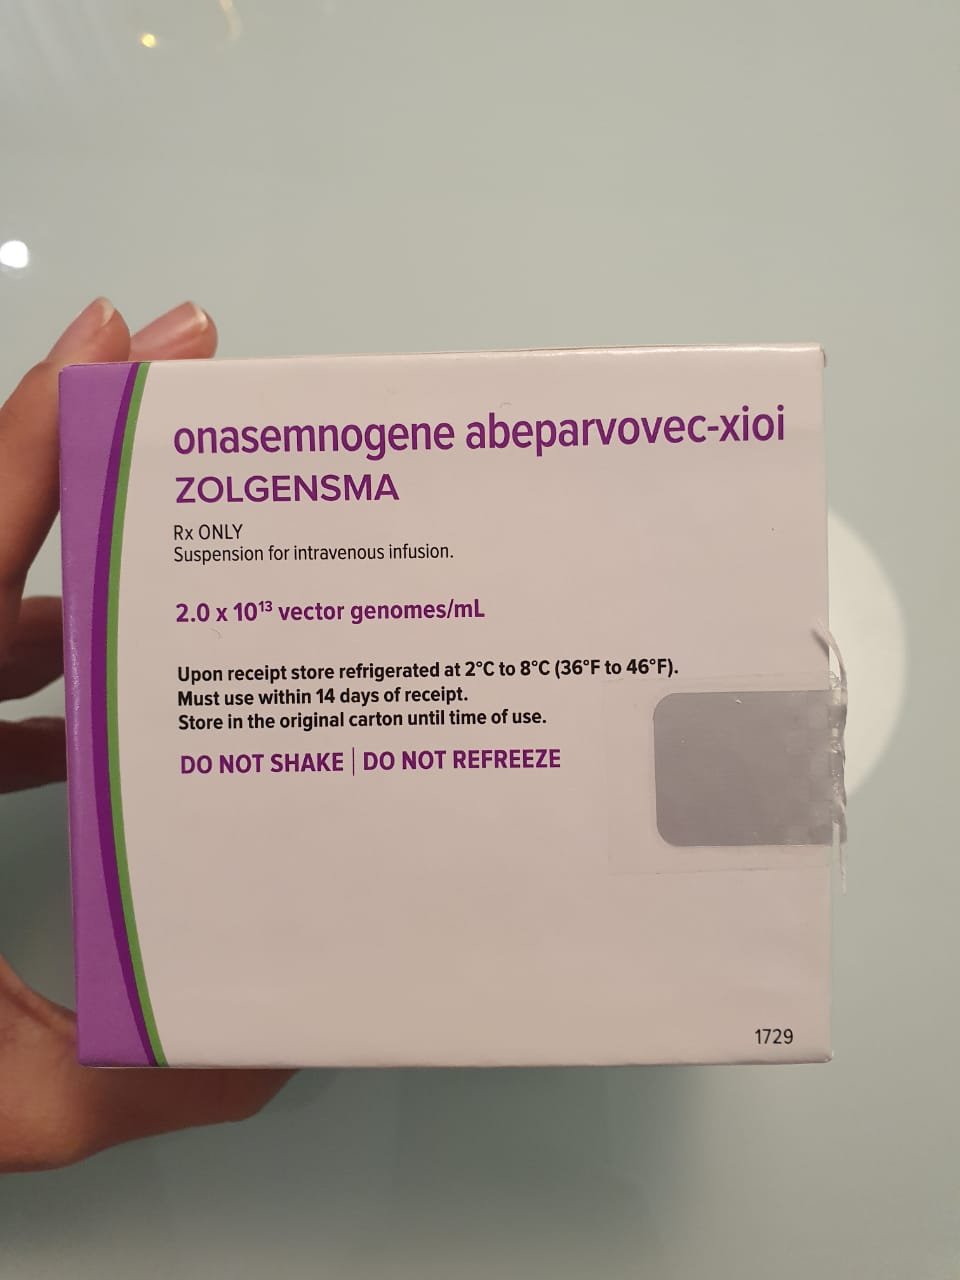 onasemnogene abeparvovec-xioi
ZOLGENSMA
Rx ONLY
Suspension for intravenous infusion.
2.0 x 10¹³ vector genomes/mL
Upon receipt store refrigerated at 2°C to 8°C (36°F to 46°F).
Must use within 14 days of receipt.
Store in the original carton until time of use.
DO NOT SHAKE | DO NOT REFREEZE
1729